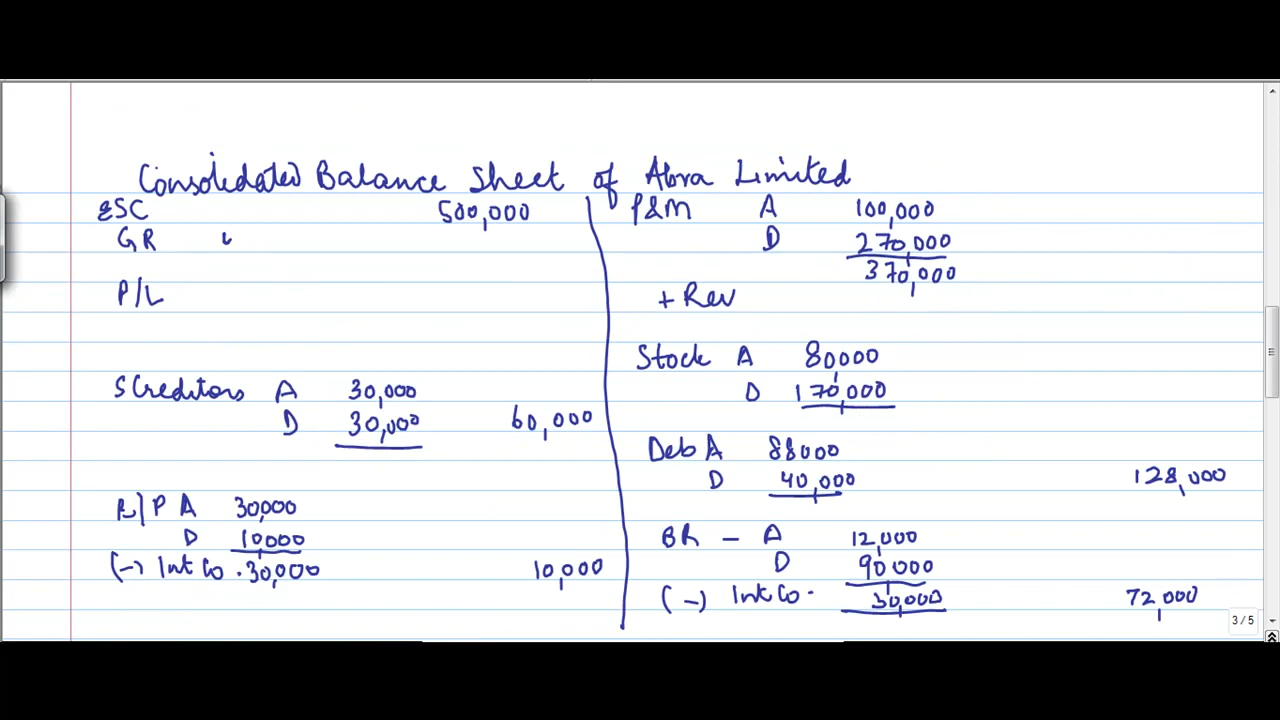 Consolidated Balance Sheet of Abra Limited
ESC 500,000
GR
P/L
S Creditors A 30,000
D 30,000 60,000
B/P A 30,000
D 10000
(-) Int Co. 30,000 10,000
P&M A 100,000
D 270,000
370,000
+ Rev
Stock A 80000
D 170,000
Deb A 88000
D 40,000 128,000
BR - A 12,000
D 90000
(-) Int Co. 30,000 72,000
3 / 5